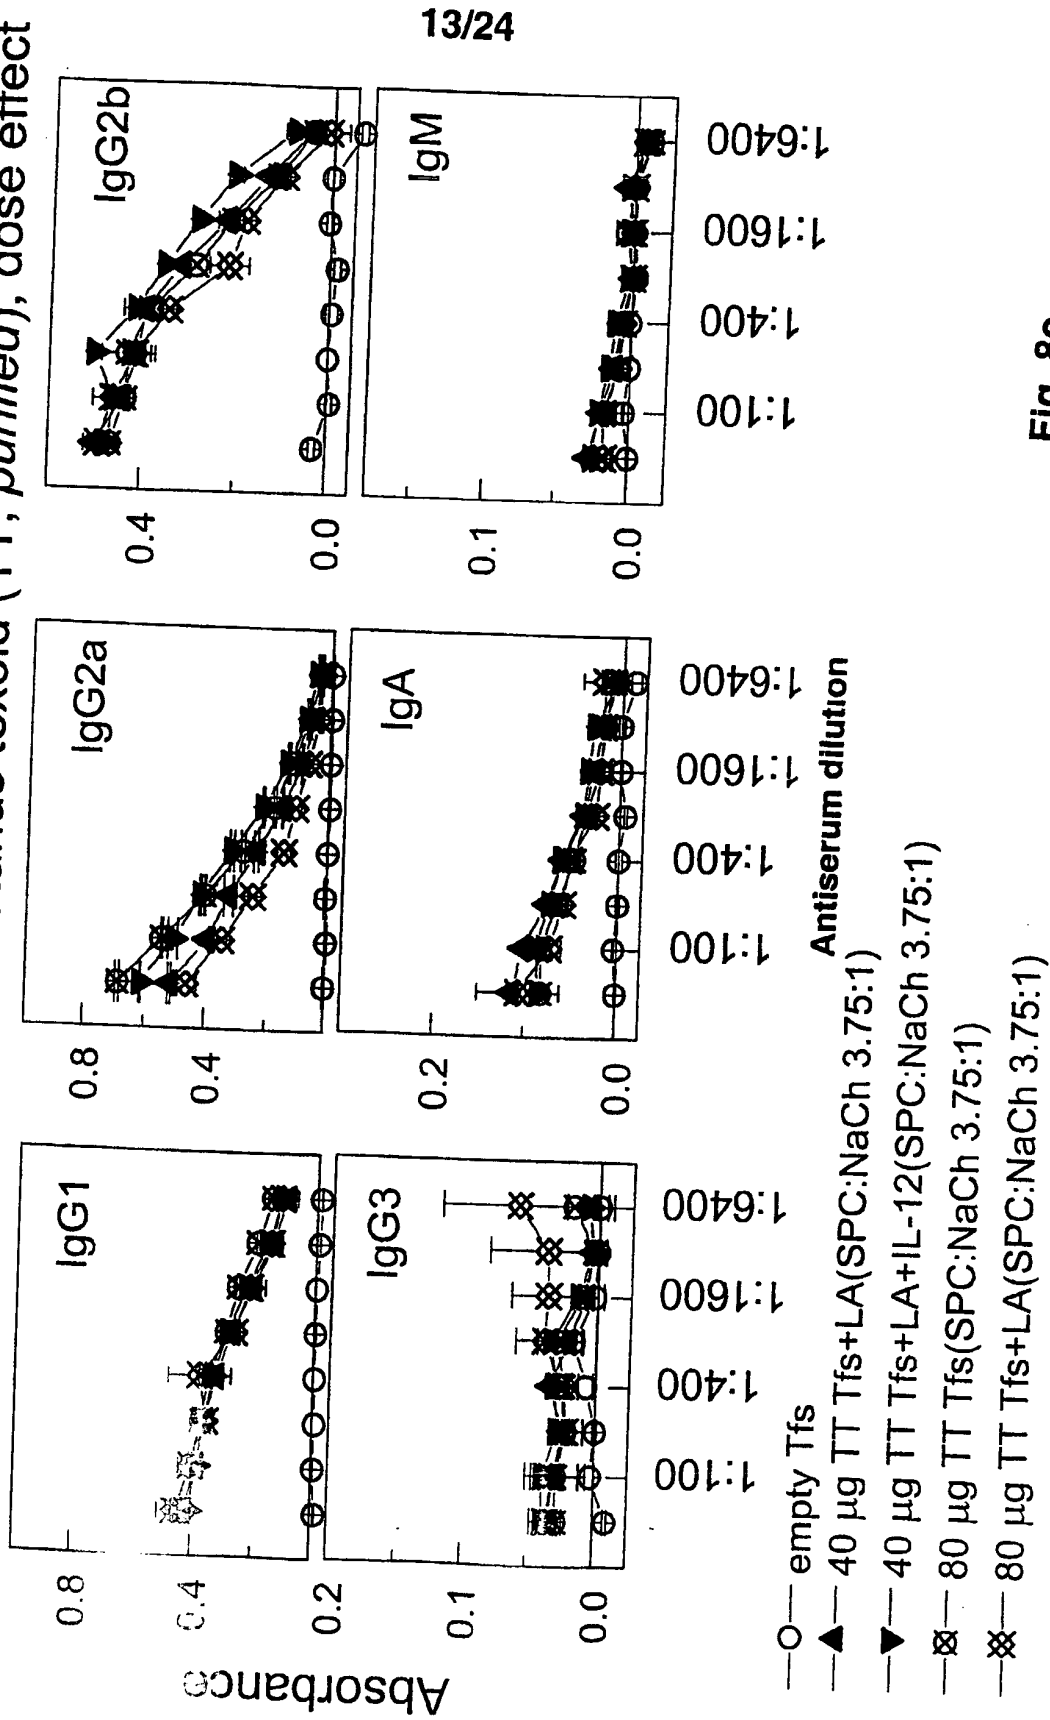 13/24
toxoid (TT, purified), dose effect
IgG1
IgG2a
IgG2b
0.8
0.4
0.8
0.4
0.4
0.0
IgG3
IgA
IgM
0.2
0.1
0.0
0.2
0.0
0.1
0.0
Absorbance
1:100
1:400
1:1600
1:6400
1:100
1:400
1:1600
1:6400
1:100
1:400
1:1600
1:6400
Antiserum dilution
empty Tfs
40 µg TT Tfs+LA(SPC:NaCh 3.75:1)
40 µg TT Tfs+LA+IL-12(SPC:NaCh 3.75:1)
80 µg TT Tfs(SPC:NaCh 3.75:1)
80 µg TT Tfs+LA(SPC:NaCh 3.75:1)
Fig.